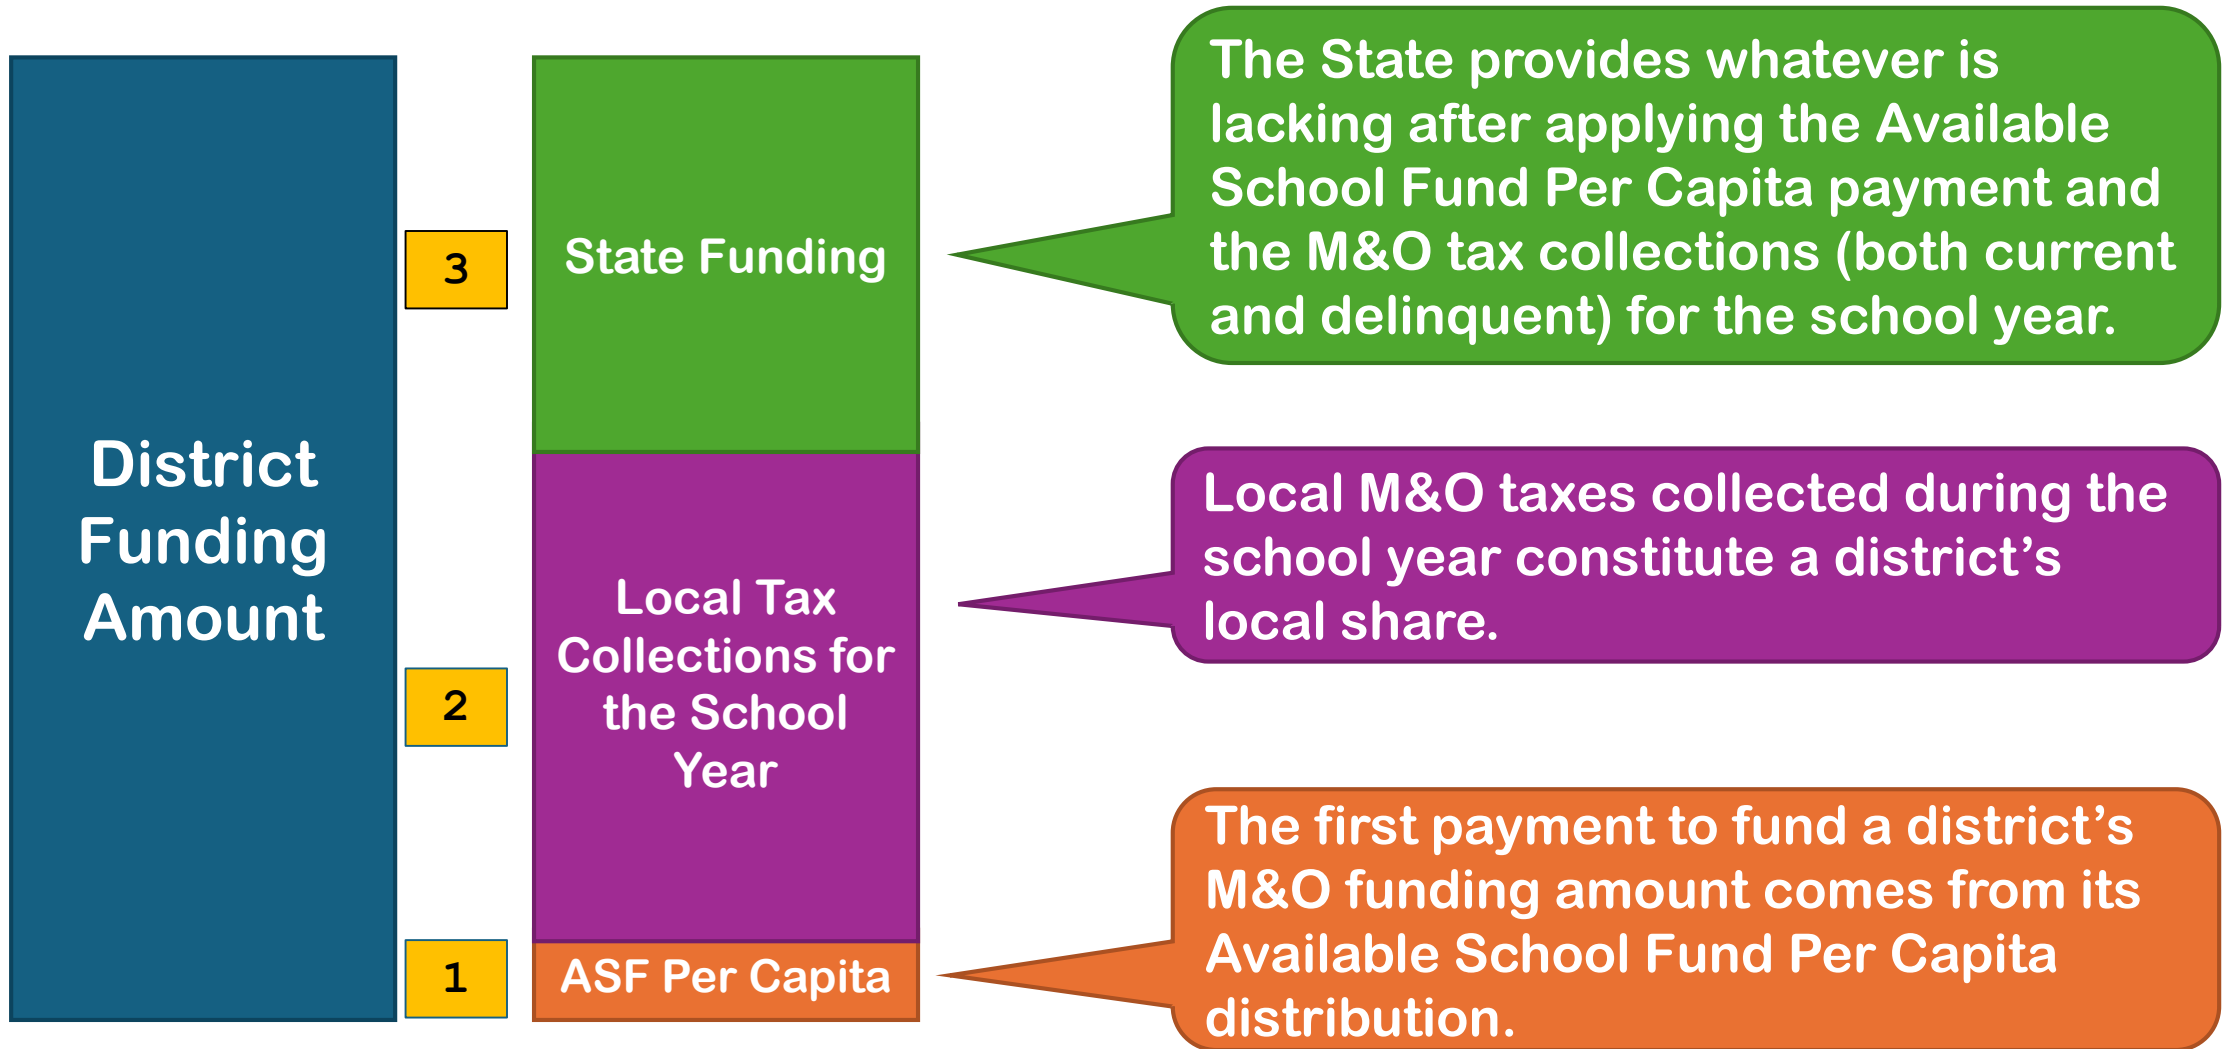 District
Funding
Amount
3
2
1
State Funding
Local Tax
Collections for
the School
Year
ASF Per Capita
The State provides whatever is
lacking after applying the Available
School Fund Per Capita payment and
the M&O tax collections (both current
and delinquent) for the school year.
Local M&O taxes collected during the
school year constitute a district’s
local share.
The first payment to fund a district’s
M&O funding amount comes from its
Available School Fund Per Capita
distribution.